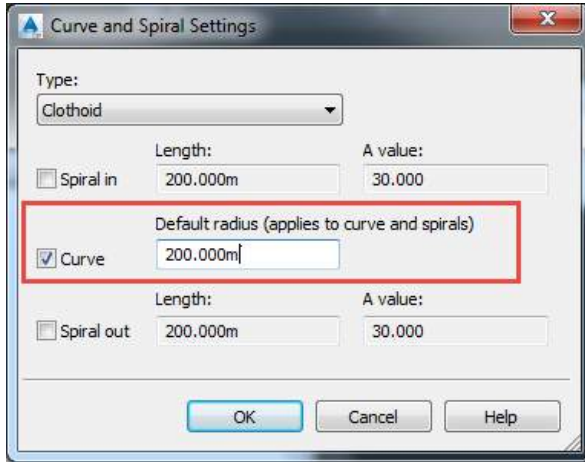 Curve and Spiral Settings
Type:
Clothoid
Length: A value:
Spiral in 200.000m 30.000
Default radius (applies to curve and spirals)
Curve 200.000m
Length: A value:
Spiral out 200.000m 30.000
OK Cancel Help